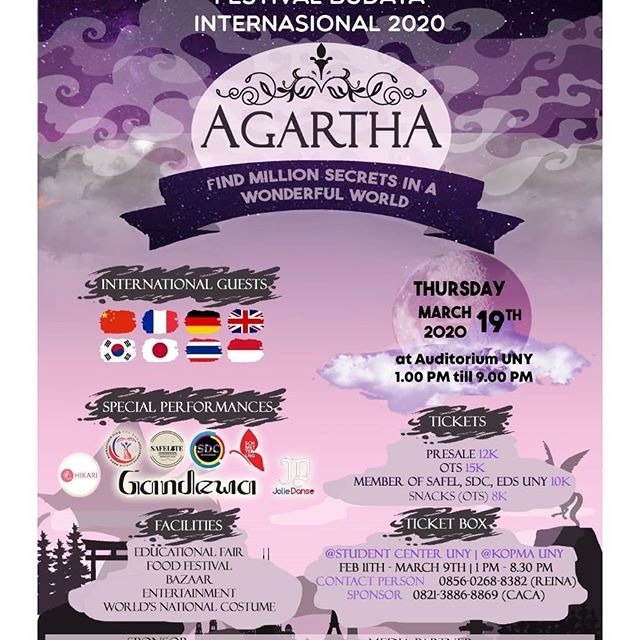 FESTIVAL BUDAYA
INTERNASIONAL 2020
AGARTHA
FIND MILLION SECRETS IN A
WONDERFUL WORLD
INTERNATIONAL GUESTS
THURSDAY
MARCH 19TH
2020
at Auditorium UNY
1.00 PM till 9.00 PM
SPECIAL PERFORMANCES
HIKARI
SAFELITE
SDC
Gandewa
JD
JolieDanse
TICKETS
PRESALE 12K
OTS 15K
MEMBER OF SAFEL, SDC, EDS UNY 10K
SNACKS (OTS) 8K
FACILITIES
EDUCATIONAL FAIR
FOOD FESTIVAL
BAZAAR
ENTERTAINMENT
WORLD'S NATIONAL COSTUME
TICKET BOX
@STUDENT CENTER UNY | @KOPMA UNY
FEB 11TH - MARCH 9TH | 1 PM - 8.30 PM
CONTACT PERSON 0856-0268-8382 (REINA)
SPONSOR 0821-3886-8869 (CACA)
SPONSOR
MEDIA PARTNER